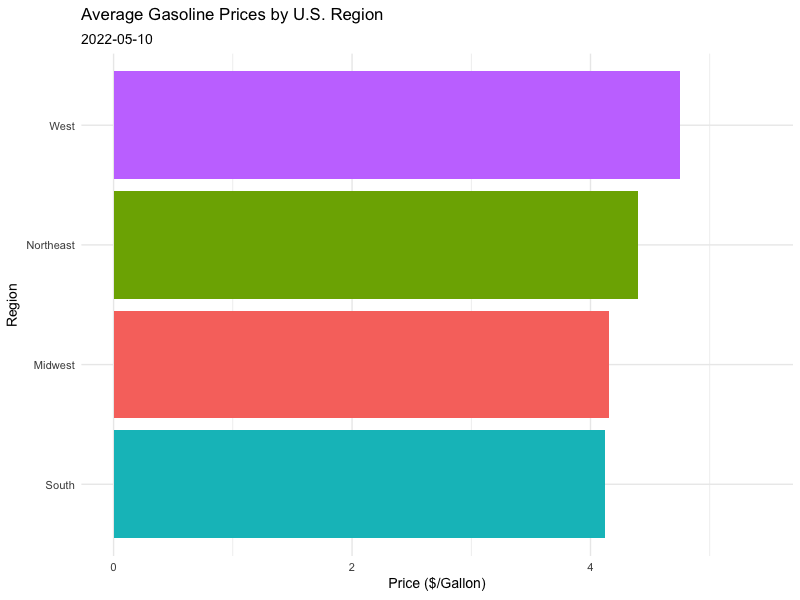 Average Gasoline Prices by U.S. Region
2022-05-10
West
Northeast
Midwest
South
Region
0 2 4
Price ($/Gallon)